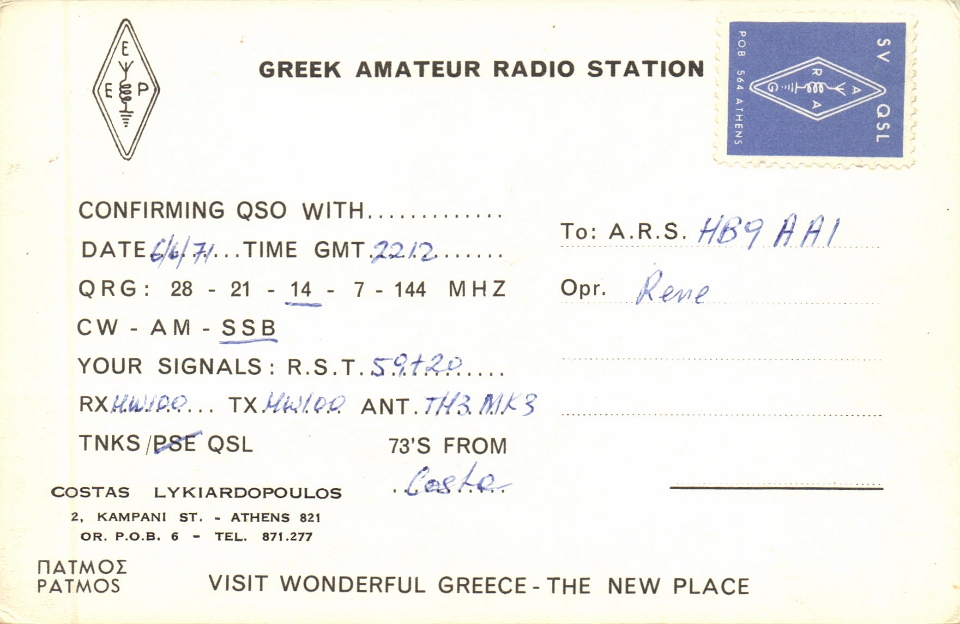 E
E P
GREEK AMATEUR RADIO STATION
SV QSL
R A
A G
POB 564 ATHENS
CONFIRMING QSO WITH.............
DATE 6/6/71...TIME GMT.2212.......
QRG: 28 - 21 - 14 - 7 - 144 MHZ
CW - AM - SSB
YOUR SIGNALS: R.S.T. 59+20.....
RX HW100... TX HW100 ANT. TH3 MK3
TNKS/PSE QSL 73'S FROM
Costa
To: A.R.S. HB9 AAI
Opr. Rene
COSTAS LYKIARDOPOULOS
2, KAMPANI ST. - ATHENS 821
OR. P.O.B. 6 - TEL. 871.277
ΠΑΤΜΟΣ
PATMOS
VISIT WONDERFUL GREECE - THE NEW PLACE